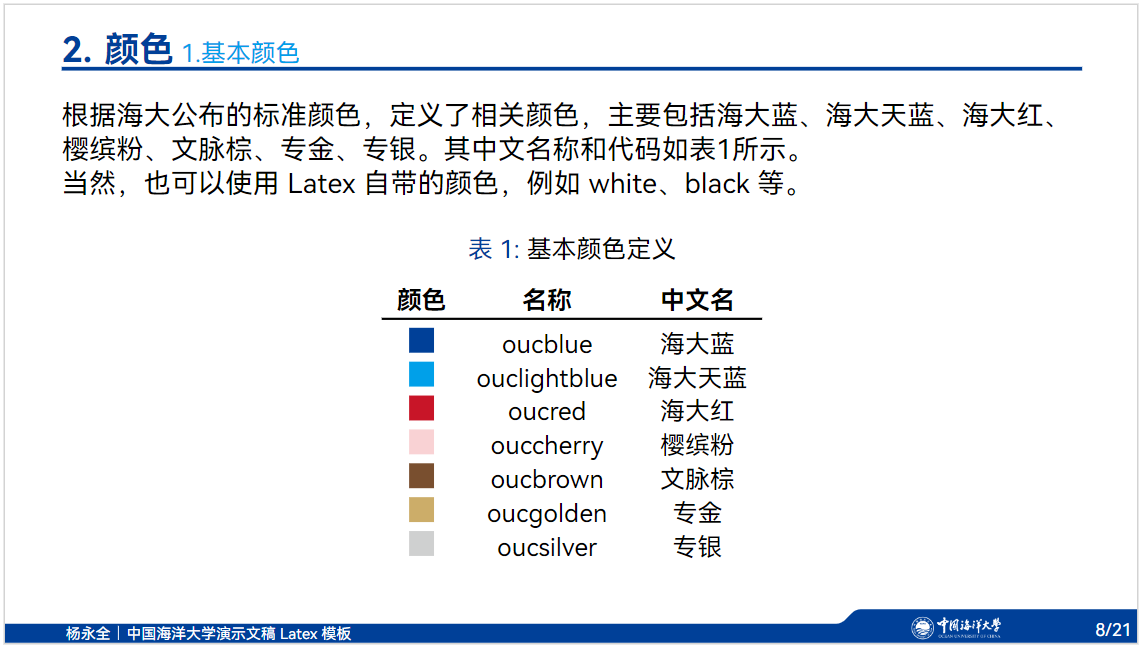 2. 颜色 1.基本颜色
根据海大公布的标准颜色，定义了相关颜色，主要包括海大蓝、海大天蓝、海大红、
樱缤粉、文脉棕、专金、专银。其中文名称和代码如表1所示。
当然，也可以使用 Latex 自带的颜色，例如 white、black 等。
表 1: 基本颜色定义
颜色 名称 中文名
oucblue 海大蓝
ouclightblue 海大天蓝
oucred 海大红
ouccherry 樱缤粉
oucbrown 文脉棕
oucgolden 专金
oucsilver 专银
杨永全｜中国海洋大学演示文稿 Latex 模板
中国海洋大学
OCEAN UNIVERSITY OF CHINA
8/21